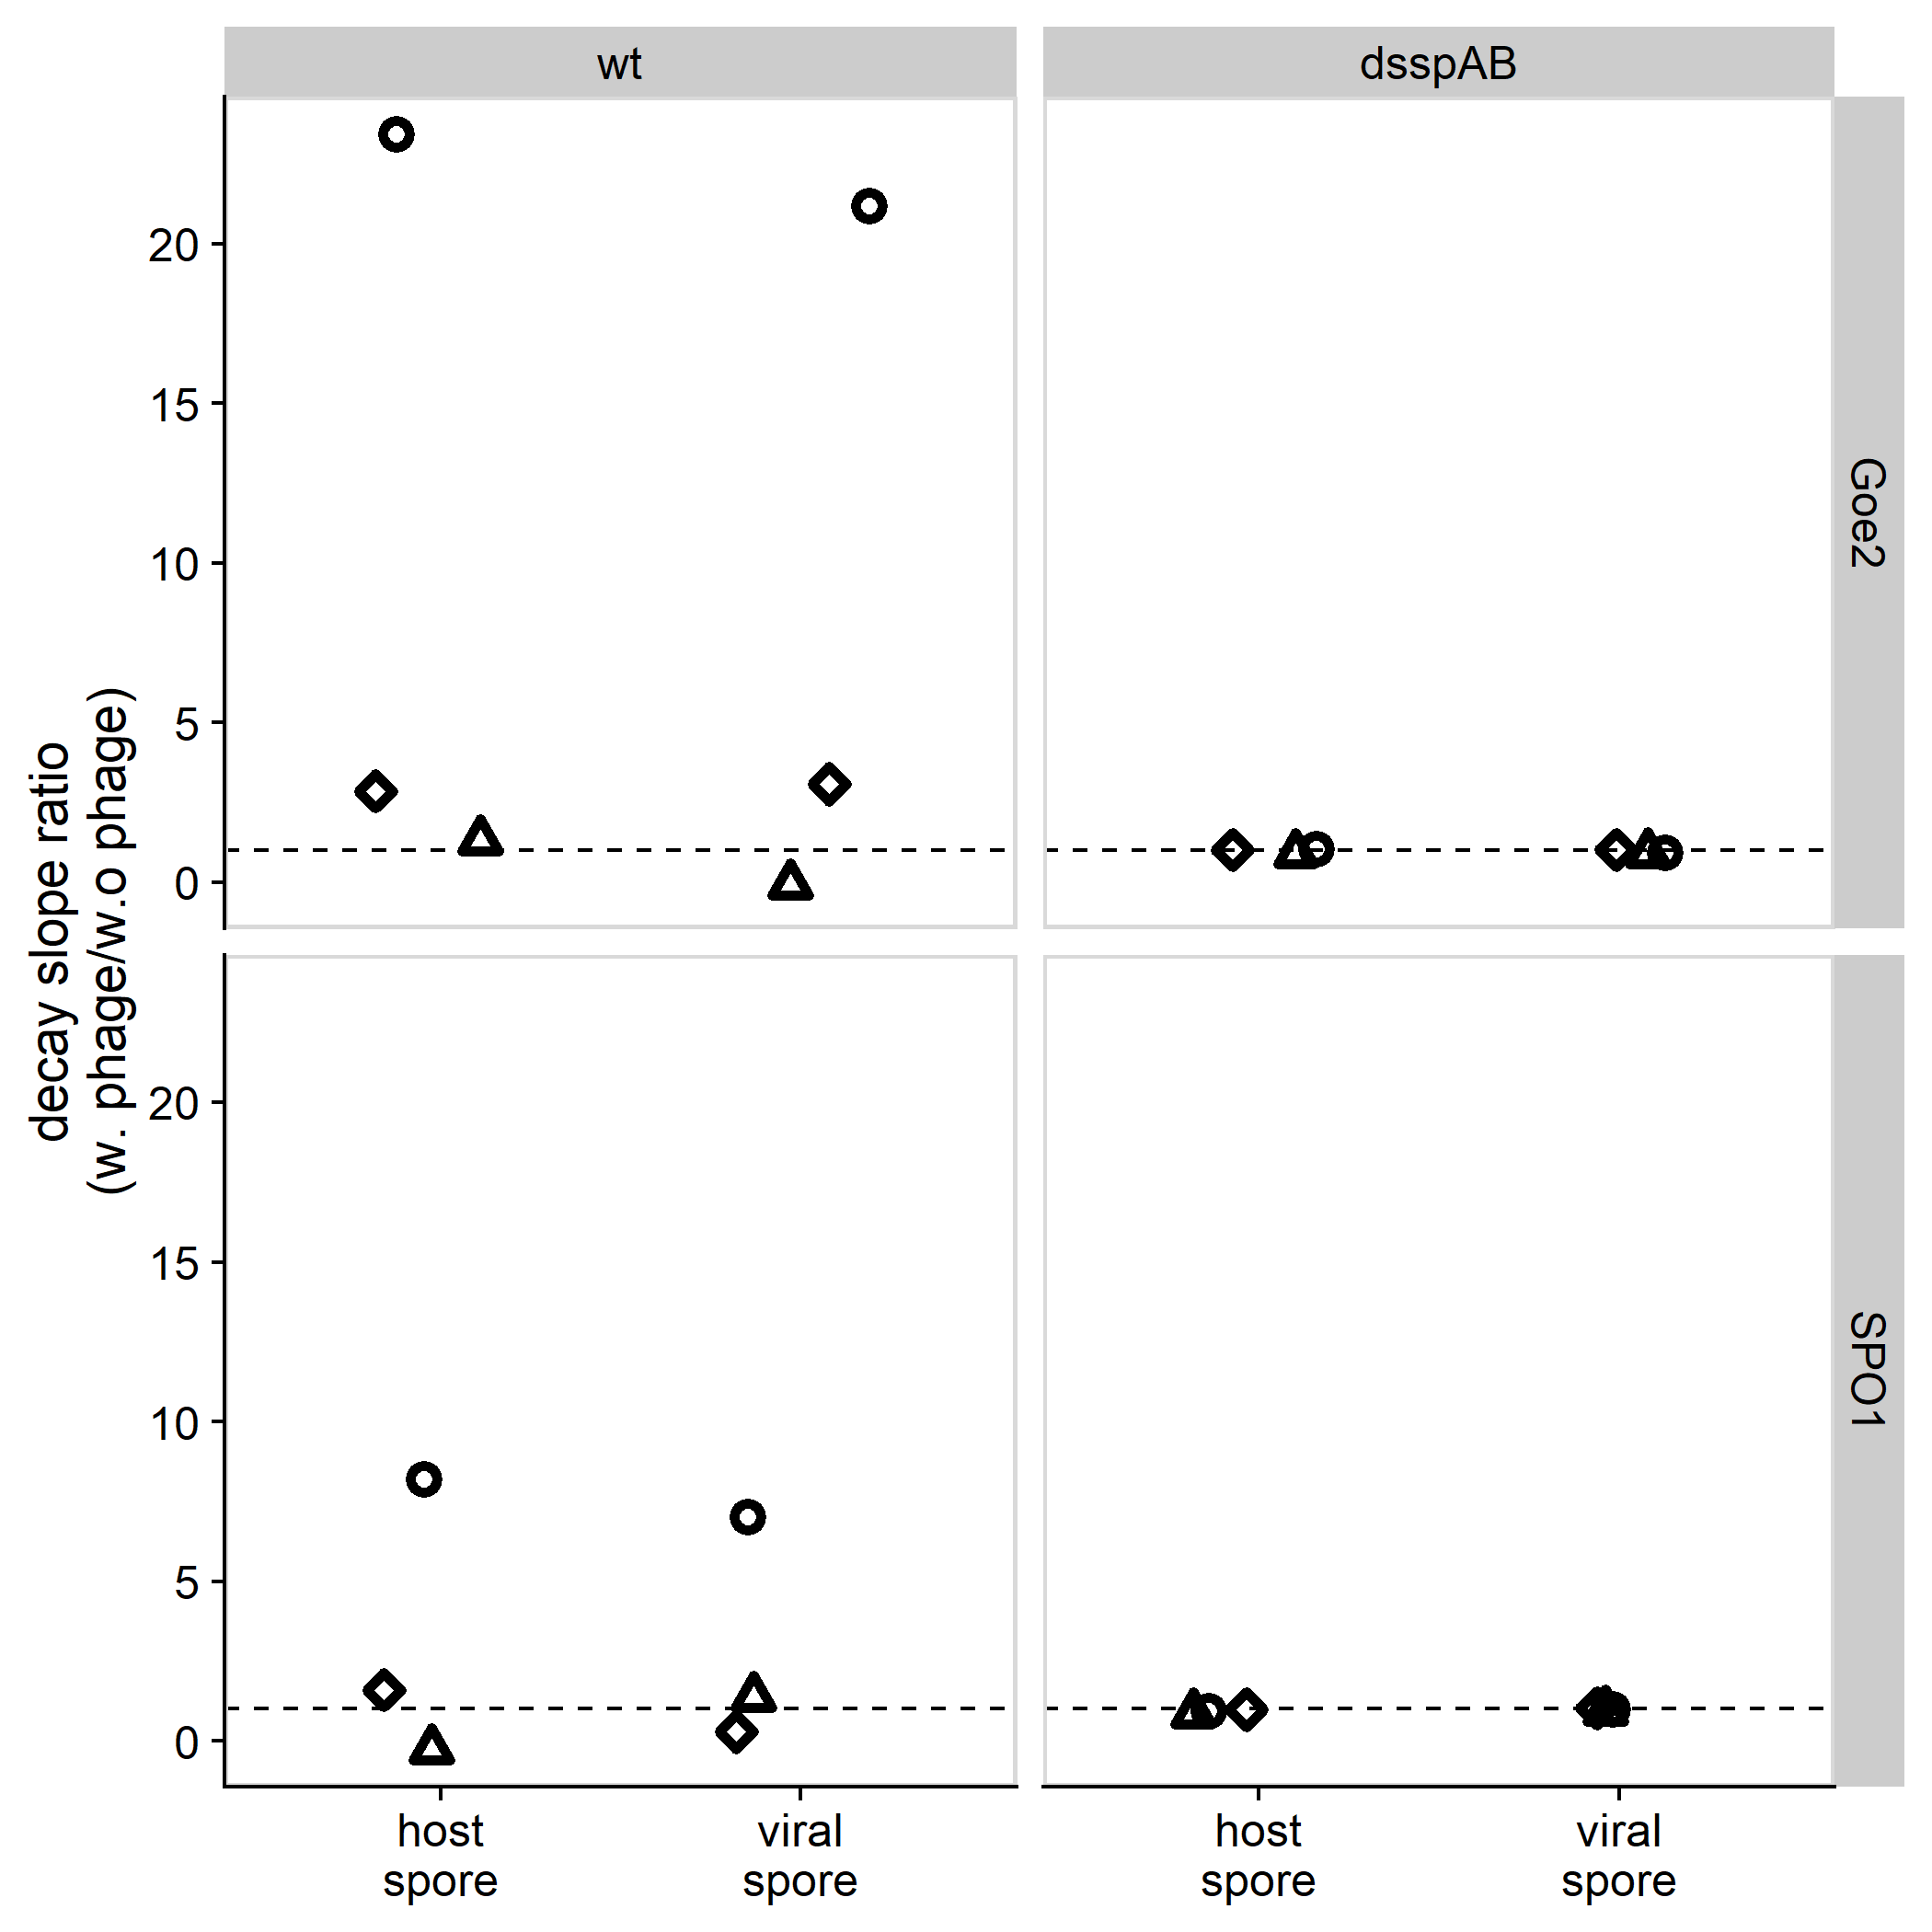 wt
dsspAB
Goe2
SPO1
decay slope ratio
(w. phage/w.o phage)
20
15
10
5
0
20
15
10
5
0
host
spore
viral
spore
host
spore
viral
spore